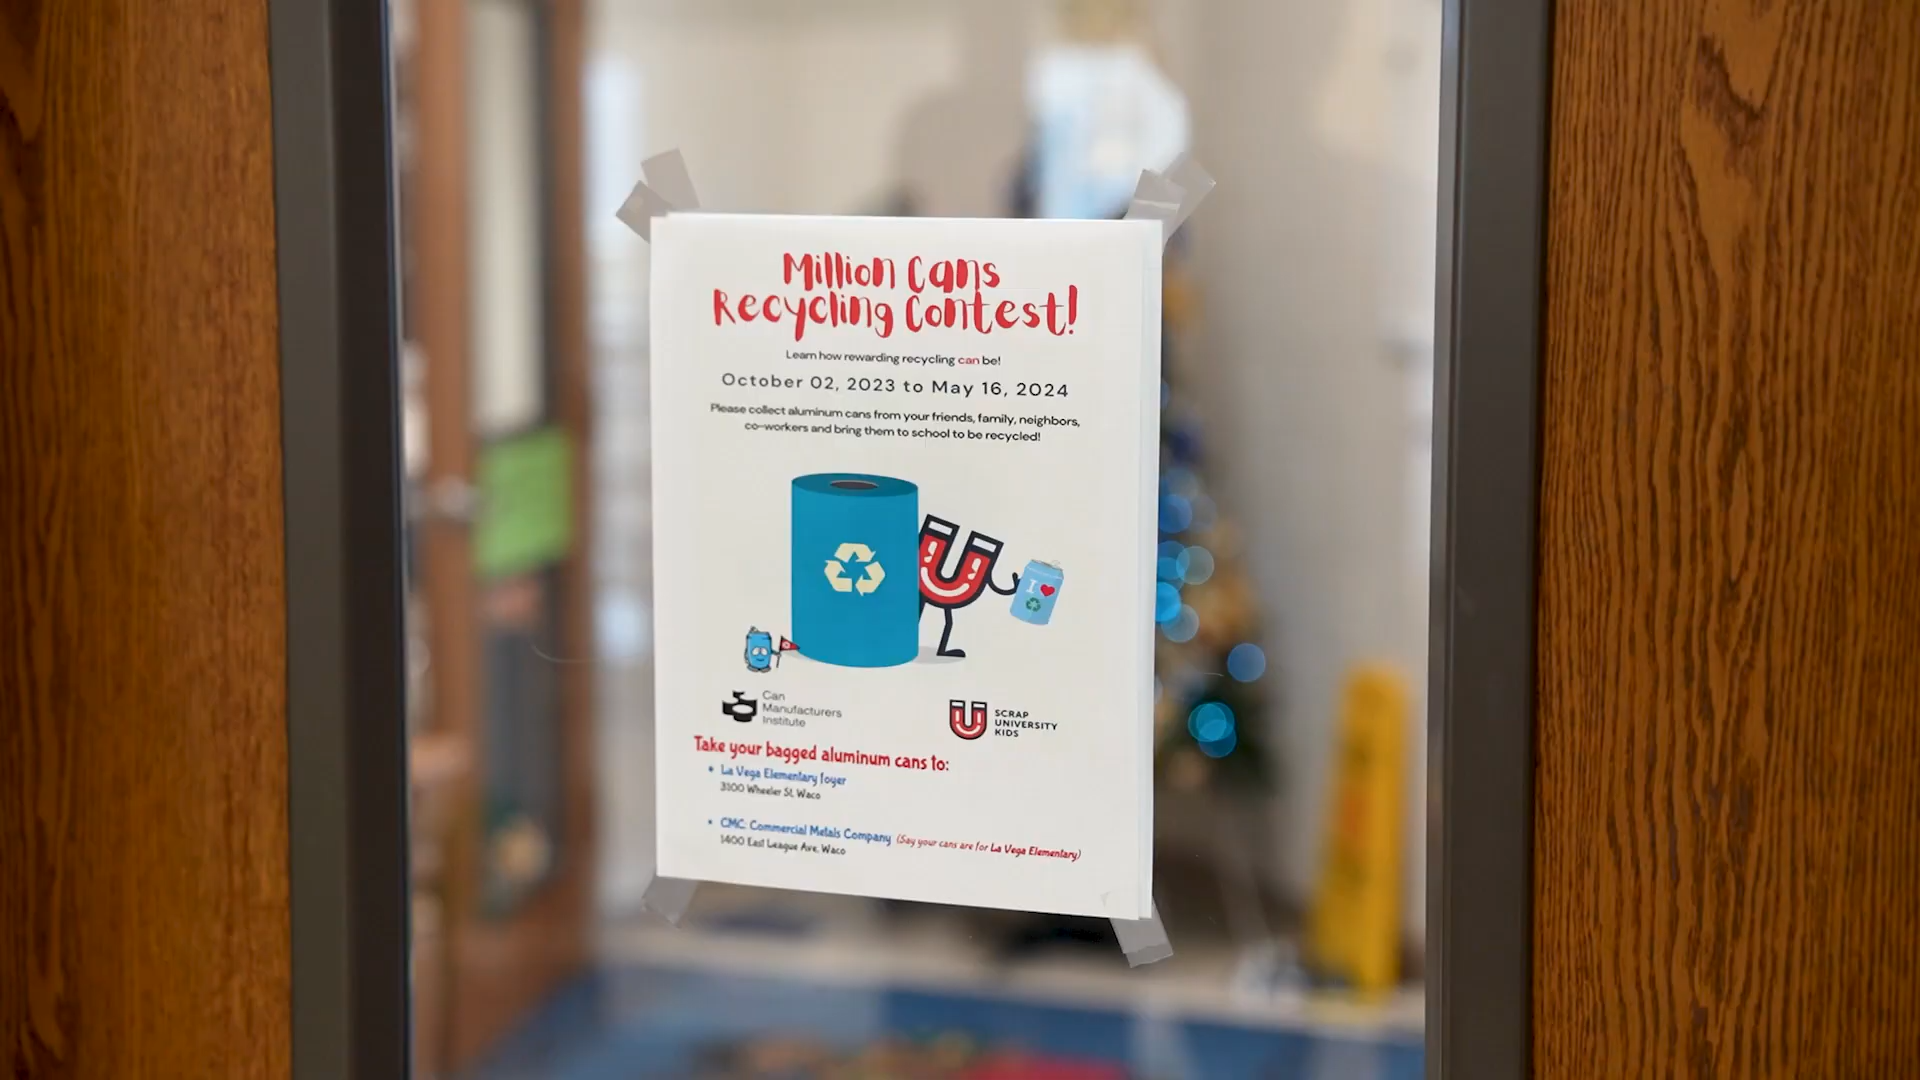 Million Cans
Recycling Contest!
Learn how rewarding recycling can be!
October 02, 2023 to May 16, 2024
Please collect aluminum cans from your friends, family, neighbors,
co-workers and bring them to school to be recycled!
I
Can
Manufacturers
Institute
SCRAP
UNIVERSITY
KIDS
Take your bagged aluminum cans to:
• La Vega Elementary foyer
3100 Wheeler St, Waco
• CMC: Commercial Metals Company (Say your cans are for La Vega Elementary)
1400 East League Ave, Waco